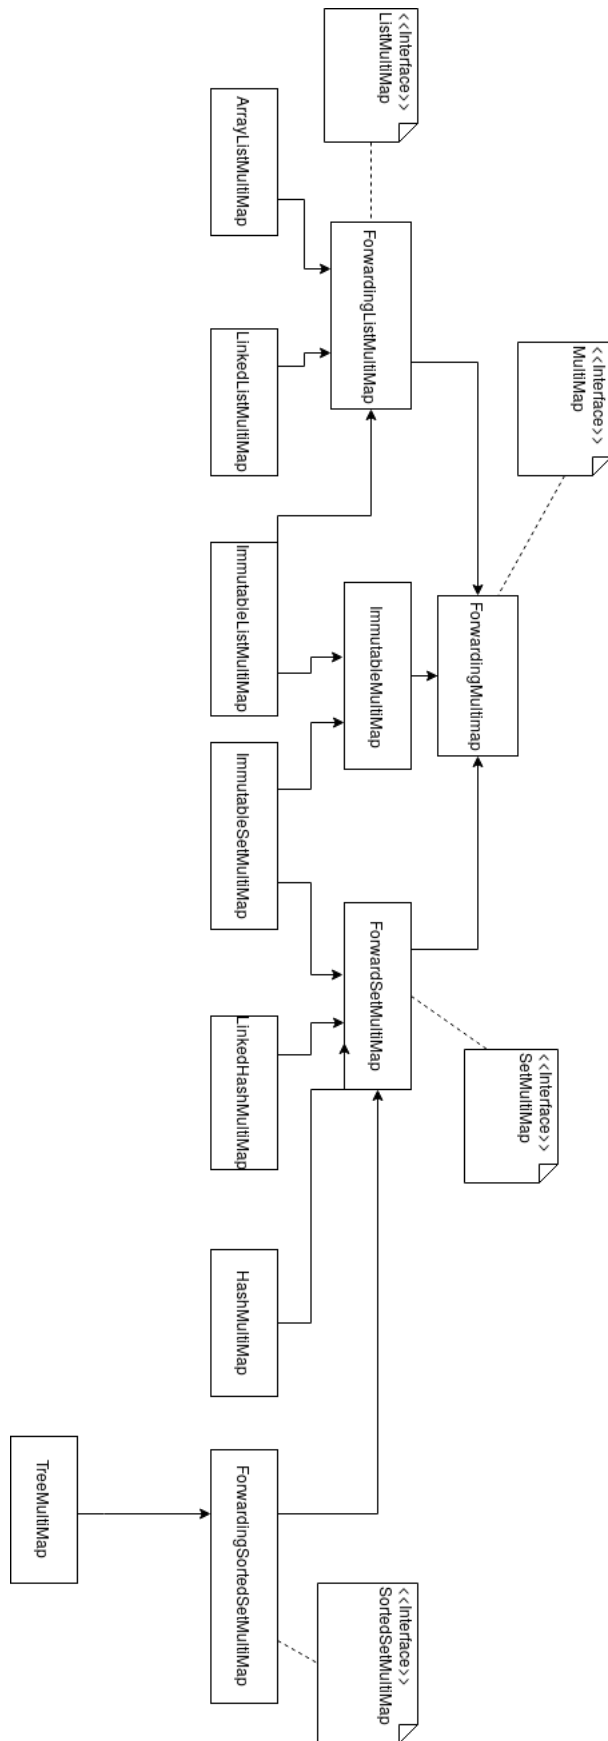 <<Interface>>
MultiMap
<<Interface>>
ListMultiMap
<<Interface>>
SetMultiMap
<<Interface>>
SortedSetMultiMap
ForwardingMultimap
ForwardingListMultiMap
ImmutableMultiMap
ForwardSetMultiMap
ArrayListMultiMap
LinkedListMultiMap
ImmutableListMultiMap
ImmutableSetMultiMap
LinkedHashMultiMap
HashMultiMap
ForwardingSortedSetMultiMap
TreeMultiMap